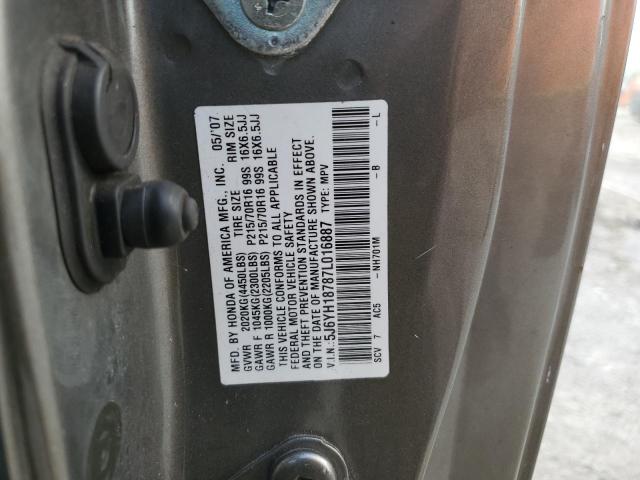 MFD. BY HONDA OF AMERICA MFG., INC. 05/'07
TIRE SIZE RIM SIZE
GVWR 2020KG(4450LBS)
GAWR F 1045KG(2300LBS) P215/70R16 99S 16X6.5JJ
GAWR R 1000KG(2205LBS) P215/70R16 99S 16X6.5JJ
THIS VEHICLE CONFORMS TO ALL APPLICABLE
FEDERAL MOTOR VEHICLE SAFETY
AND THEFT PREVENTION STANDARDS IN EFFECT
ON THE DATE OF MANUFACTURE SHOWN ABOVE.
V.I.N.:5J6YH18787L016887 TYPE: MPV
SCV 7 AC5 -NH701M -B -L